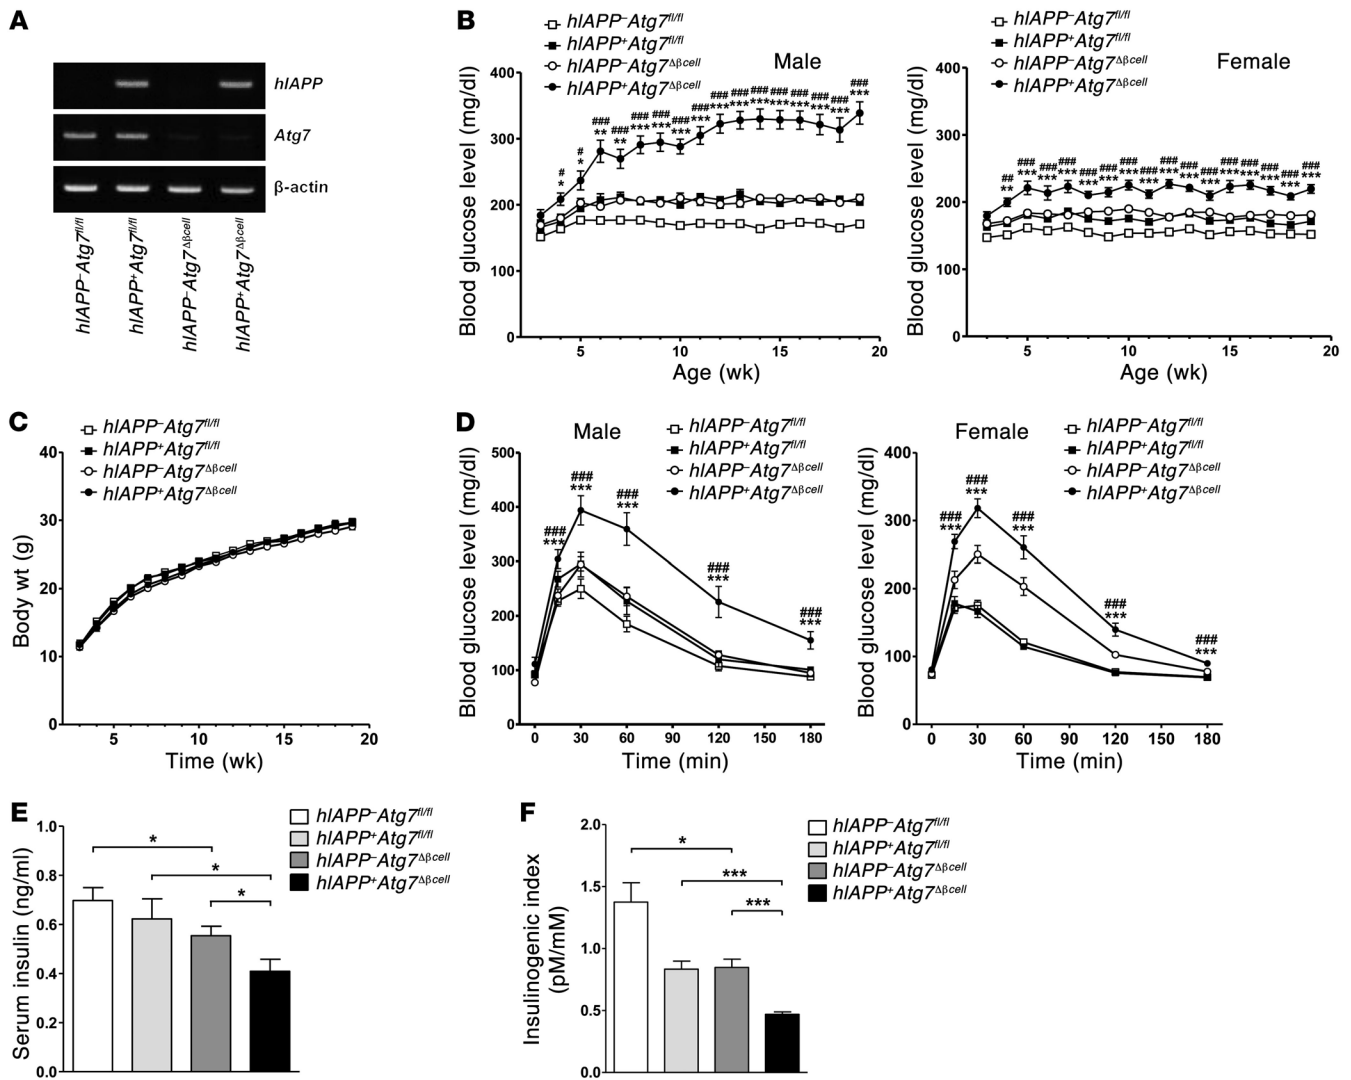 A
hIAPP
Atg7
β-actin
hIAPP–Atg7fl/fl
hIAPP+Atg7fl/fl
hIAPP–Atg7Δβcell
hIAPP+Atg7Δβcell
B
hIAPP–Atg7fl/fl
hIAPP+Atg7fl/fl
hIAPP–Atg7Δβcell
hIAPP+Atg7Δβcell
Male
Blood glucose level (mg/dl)
400
300
200
100
0
# # ### ### ### ### ### ### ### ### ### ### ### ### ### ###
* * ** ** *** *** *** *** *** *** *** *** *** *** *** ***
5 10 15 20
Age (wk)
hIAPP–Atg7fl/fl
hIAPP+Atg7fl/fl
hIAPP–Atg7Δβcell
hIAPP+Atg7Δβcell
Female
Blood glucose level (mg/dl)
400
300
200
100
0
## ### ### ### ### ### ### ### ### ### ### ### ### ### ### ###
** *** *** *** *** *** *** *** *** *** *** *** *** *** *** ***
5 10 15 20
Age (wk)
C
hIAPP–Atg7fl/fl
hIAPP+Atg7fl/fl
hIAPP–Atg7Δβcell
hIAPP+Atg7Δβcell
Body wt (g)
40
30
20
10
0
5 10 15 20
Time (wk)
D
Male
hIAPP–Atg7fl/fl
hIAPP+Atg7fl/fl
hIAPP–Atg7Δβcell
hIAPP+Atg7Δβcell
Blood glucose level (mg/dl)
500
400
300
200
100
0
### ### ### ### ###
*** *** *** *** ***
0 30 60 90 120 150 180
Time (min)
Female
hIAPP–Atg7fl/fl
hIAPP+Atg7fl/fl
hIAPP–Atg7Δβcell
hIAPP+Atg7Δβcell
Blood glucose level (mg/dl)
400
300
200
100
0
### ### ### ### ###
*** *** *** *** ***
0 30 60 90 120 150 180
Time (min)
E
hIAPP–Atg7fl/fl
hIAPP+Atg7fl/fl
hIAPP–Atg7Δβcell
hIAPP+Atg7Δβcell
Serum insulin (ng/ml)
1.0
0.8
0.6
0.4
0.2
0.0
*
*
*
F
hIAPP–Atg7fl/fl
hIAPP+Atg7fl/fl
hIAPP–Atg7Δβcell
hIAPP+Atg7Δβcell
Insulinogenic index
(pM/mM)
2.0
1.5
1.0
0.5
0.0
*
***
***